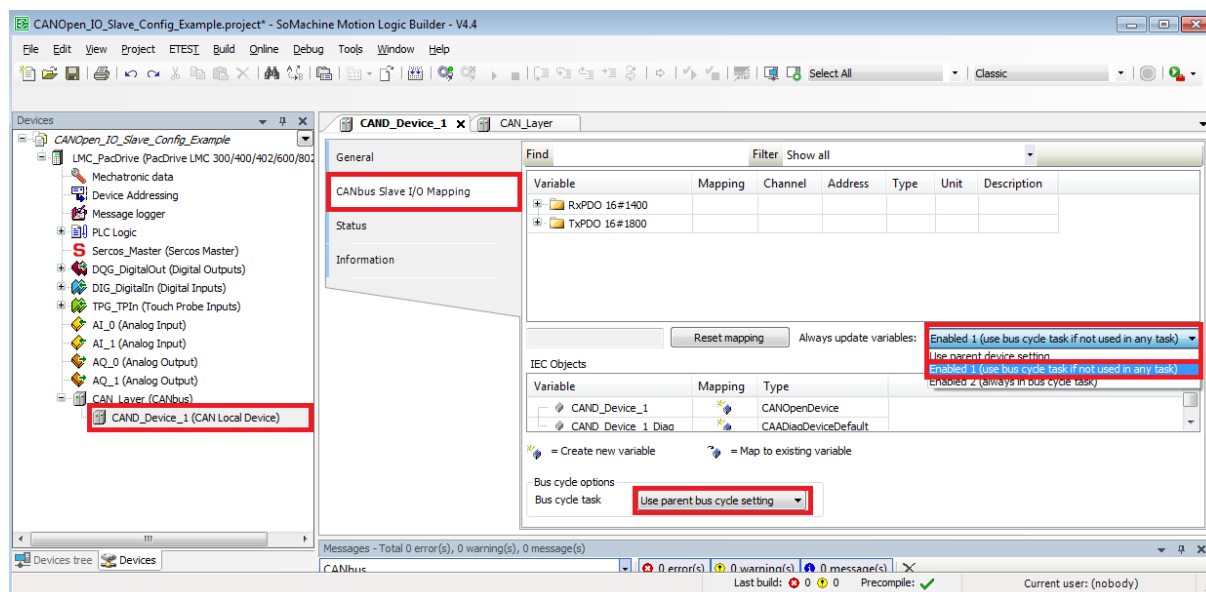 CANOpen_IO_Slave_Config_Example.project* - SoMachine Motion Logic Builder - V4.4
File Edit View Project ETEST Build Online Debug Tools Window Help
Select All Classic
Devices
CANOpen_IO_Slave_Config_Example
LMC_PacDrive (PacDrive LMC 300/400/402/600/802
Mechatronic data
Device Addressing
Message logger
PLC Logic
S Sercos_Master (Sercos Master)
DQG_DigitalOut (Digital Outputs)
DIG_DigitalIn (Digital Inputs)
TPG_TPIn (Touch Probe Inputs)
AI_0 (Analog Input)
AI_1 (Analog Input)
AQ_0 (Analog Output)
AQ_1 (Analog Output)
CAN_Layer (CANbus)
CAND_Device_1 (CAN Local Device)
Devices tree Devices
CAND_Device_1 X CAN_Layer
General
CANbus Slave I/O Mapping
Status
Information
Find Filter Show all
Variable Mapping Channel Address Type Unit Description
RxPDO 16#1400
TxPDO 16#1800
Reset mapping Always update variables: Enabled 1 (use bus cycle task if not used in any task)
Use parent device setting
Enabled 1 (use bus cycle task if not used in any task)
Enabled 2 (always in bus cycle task)
IEC Objects
Variable Mapping Type
CAND_Device_1 CANOpenDevice
CAND_Device_1_Diag CAADiagDeviceDefault
= Create new variable = Map to existing variable
Bus cycle options
Bus cycle task Use parent bus cycle setting
Messages - Total 0 error(s), 0 warning(s), 0 message(s)
CANbus 0 error(s) 0 warning(s) 0 message(s)
Last build: 0 0 Precompile: Current user: (nobody)